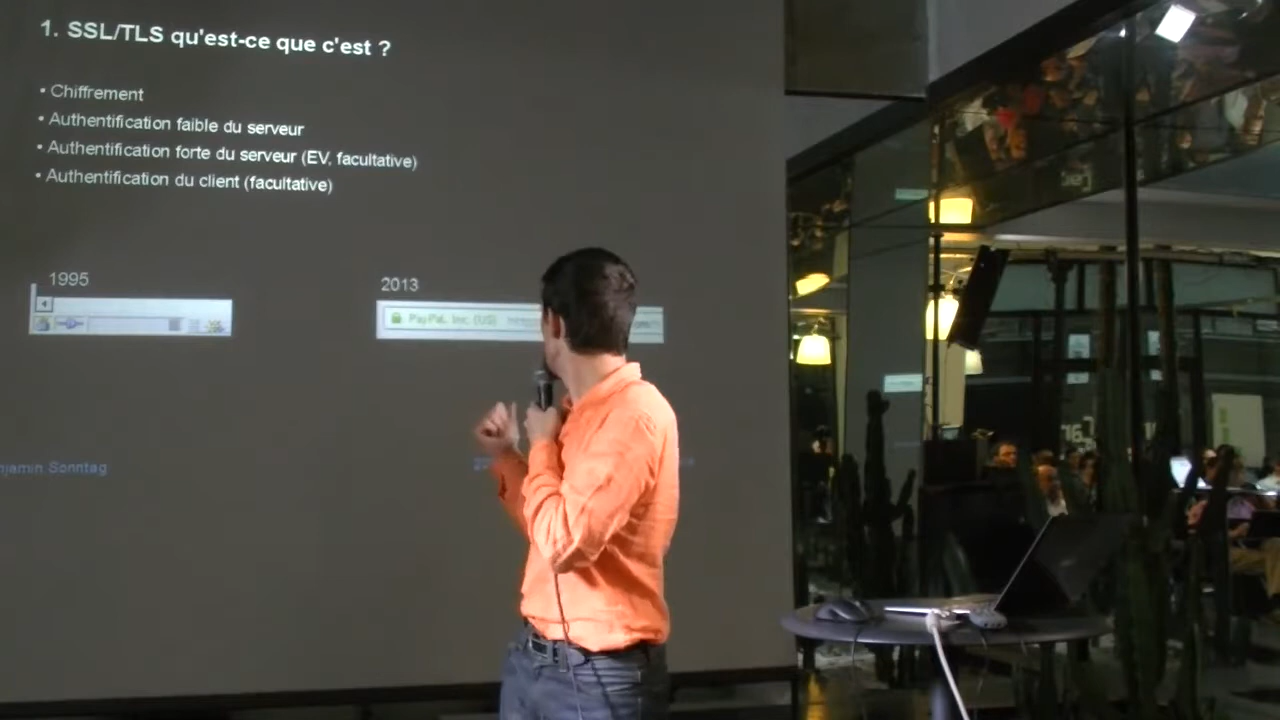 1. SSL/TLS qu'est-ce que c'est ?
• Chiffrement
• Authentification faible du serveur
• Authentification forte du serveur (EV, facultative)
• Authentification du client (facultative)
1995
2013
PayPal, Inc. (US)
njamin Sonntag